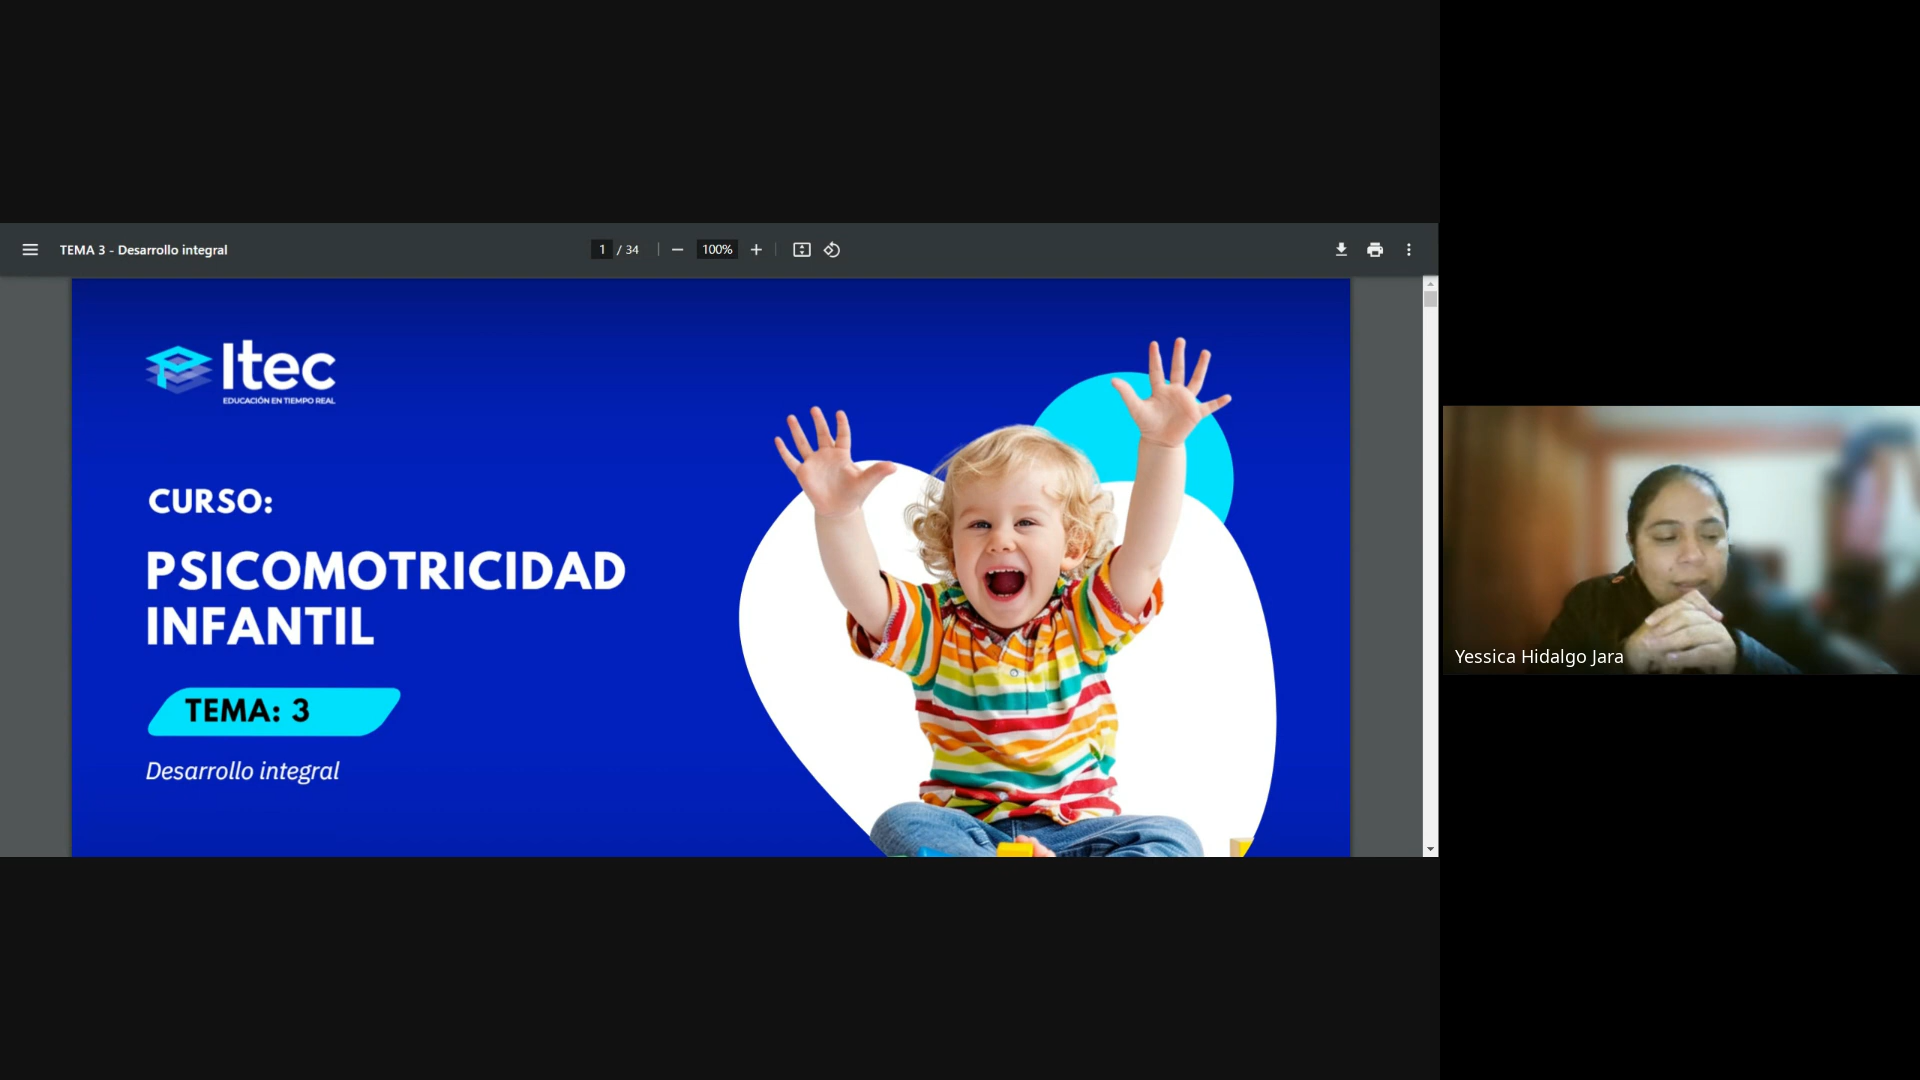 TEMA 3 - Desarrollo integral
1 / 34
100%
Itec
EDUCACIÓN EN TIEMPO REAL
CURSO:
PSICOMOTRICIDAD
INFANTIL
TEMA: 3
Desarrollo integral
Yessica Hidalgo Jara